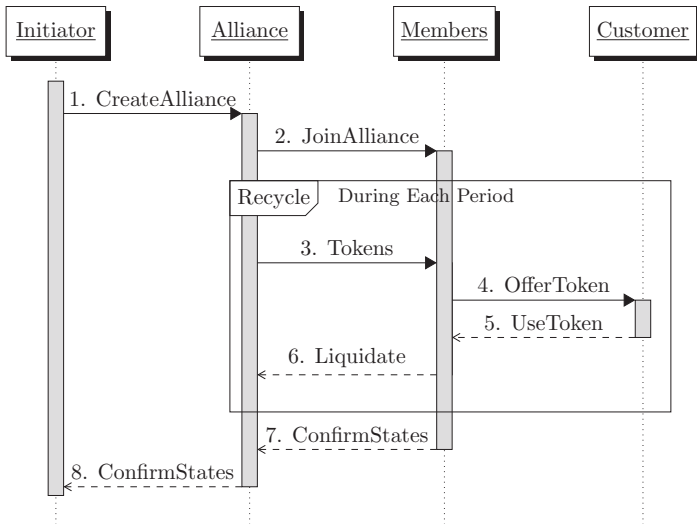 Initiator
Alliance
Members
Customer
1. CreateAlliance
2. JoinAlliance
Recycle
During Each Period
3. Tokens
4. OfferToken
5. UseToken
6. Liquidate
7. ConfirmStates
8. ConfirmStates